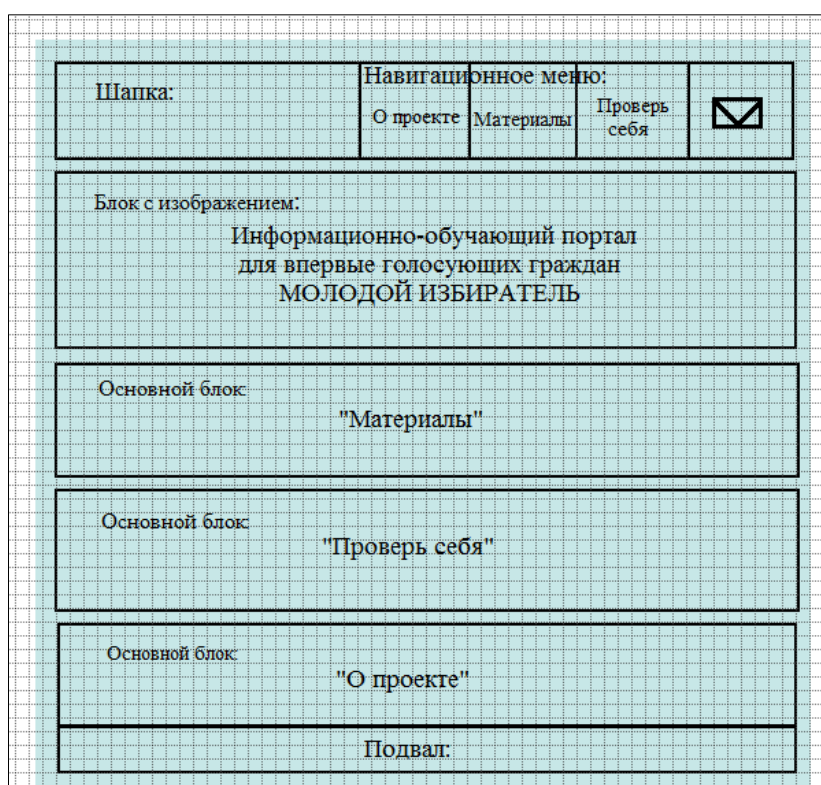 Шапка:
Навигационное меню:
О проекте
Материалы
Проверь
себя
Блок с изображением:
Информационно-обучающий портал
для впервые голосующих граждан
МОЛОДОЙ ИЗБИРАТЕЛЬ
Основной блок:
"Материалы"
Основной блок:
"Проверь себя"
Основной блок:
"О проекте"
Подвал: